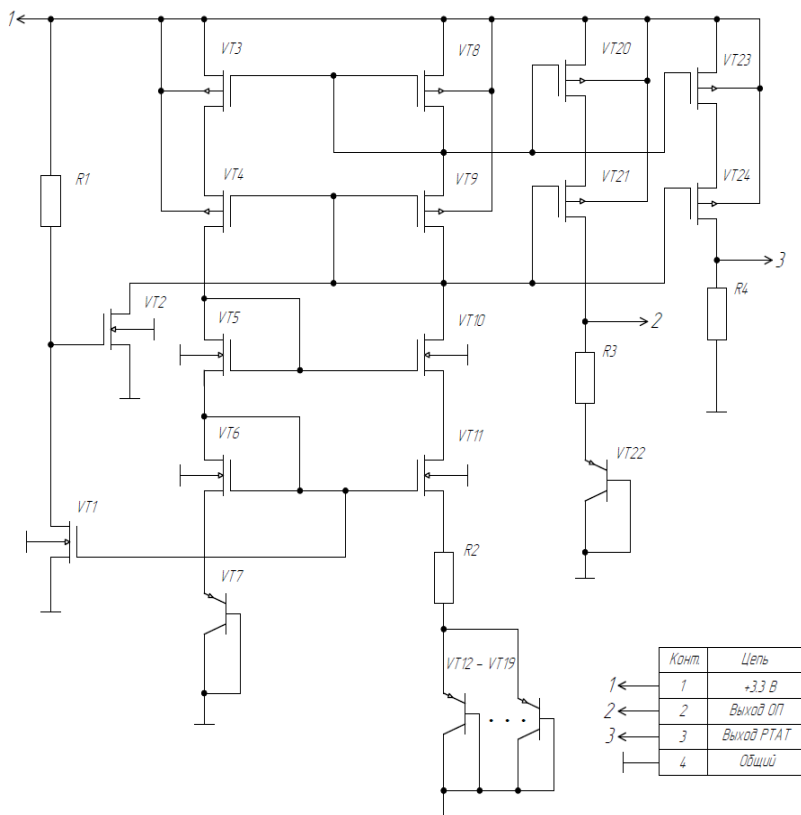 1
VT3
VT8
VT20
VT23
R1
VT4
VT9
VT21
VT24
3
VT2
VT5
VT10
2
R4
R3
VT6
VT11
VT22
VT1
R2
VT7
VT12 - VT19
Конт. Цепь
1 1 +3.3 В
2 2 Выход ОП
3 3 Выход PTAT
4 Общий